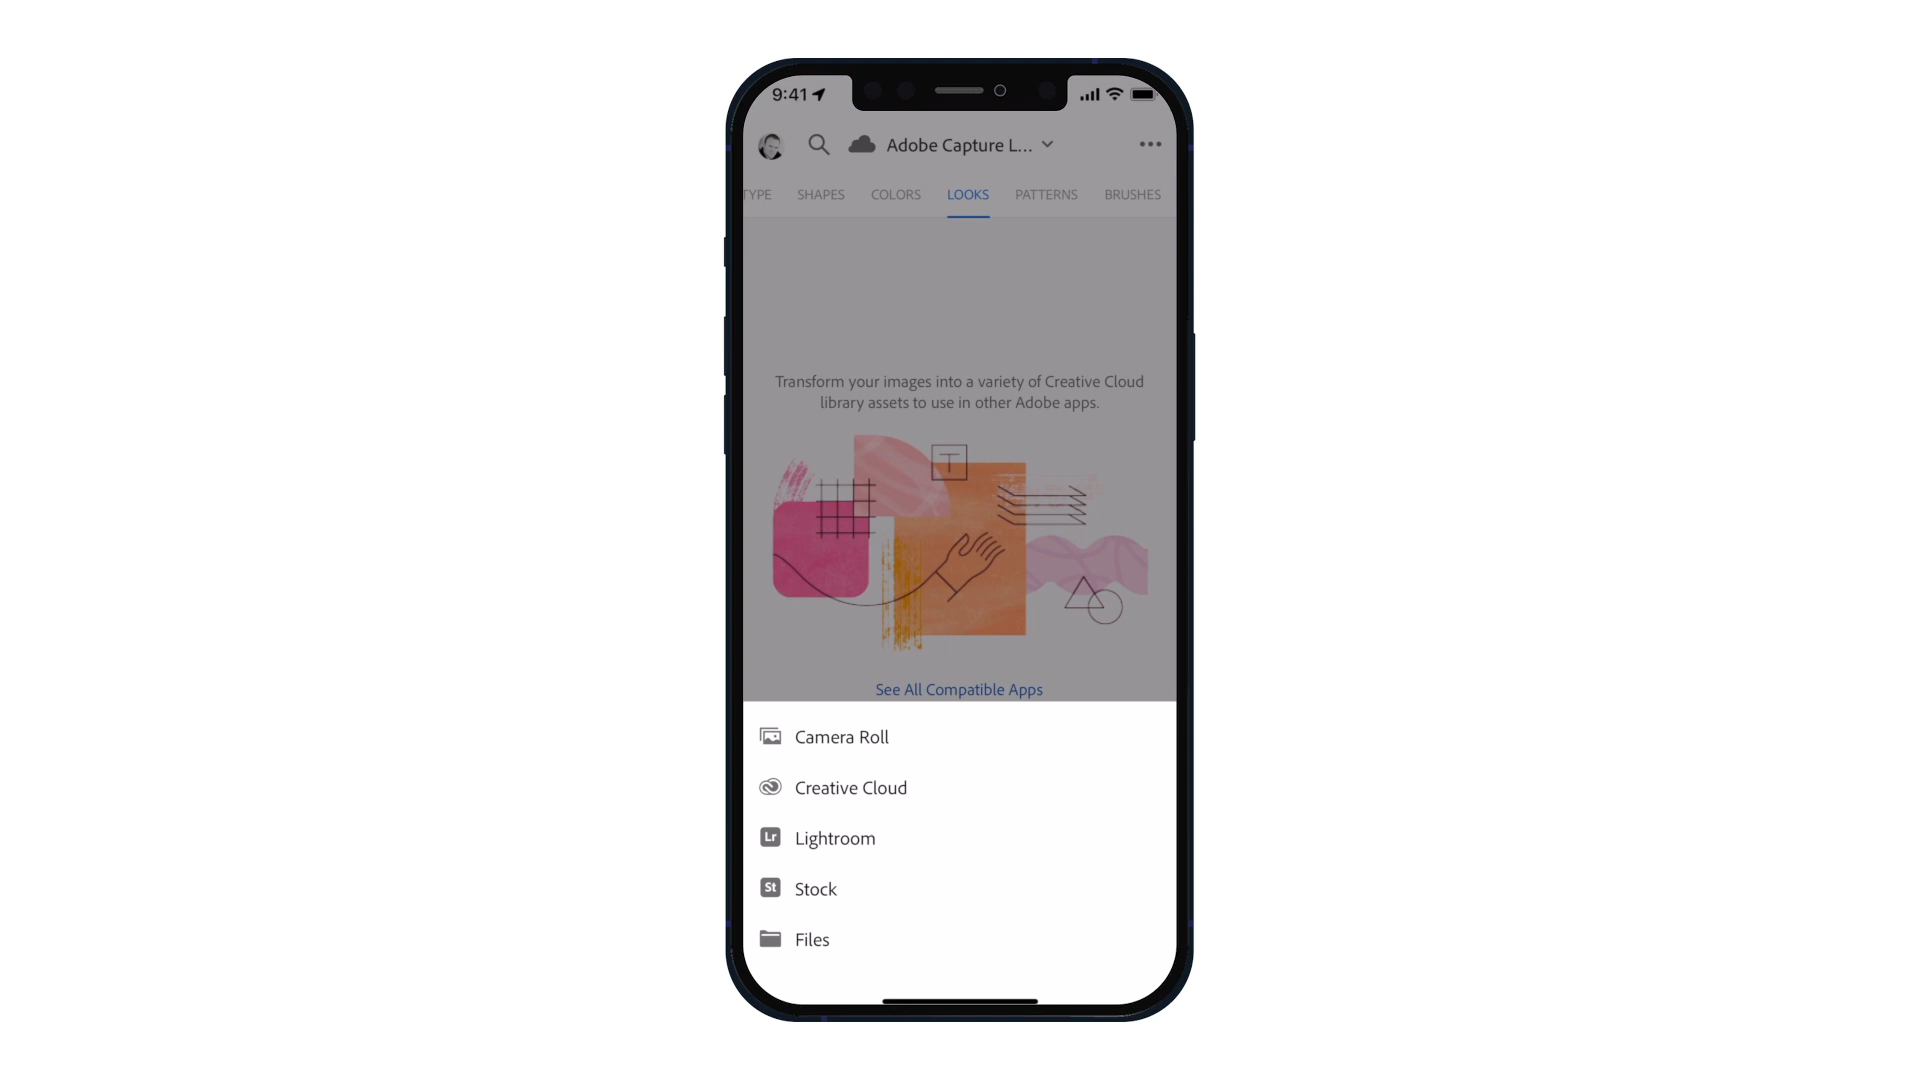 9:41
Adobe Capture L...
TYPE SHAPES COLORS LOOKS PATTERNS BRUSHES
Transform your images into a variety of Creative Cloud
library assets to use in other Adobe apps.
T
See All Compatible Apps
Camera Roll
Creative Cloud
Lr Lightroom
St Stock
Files